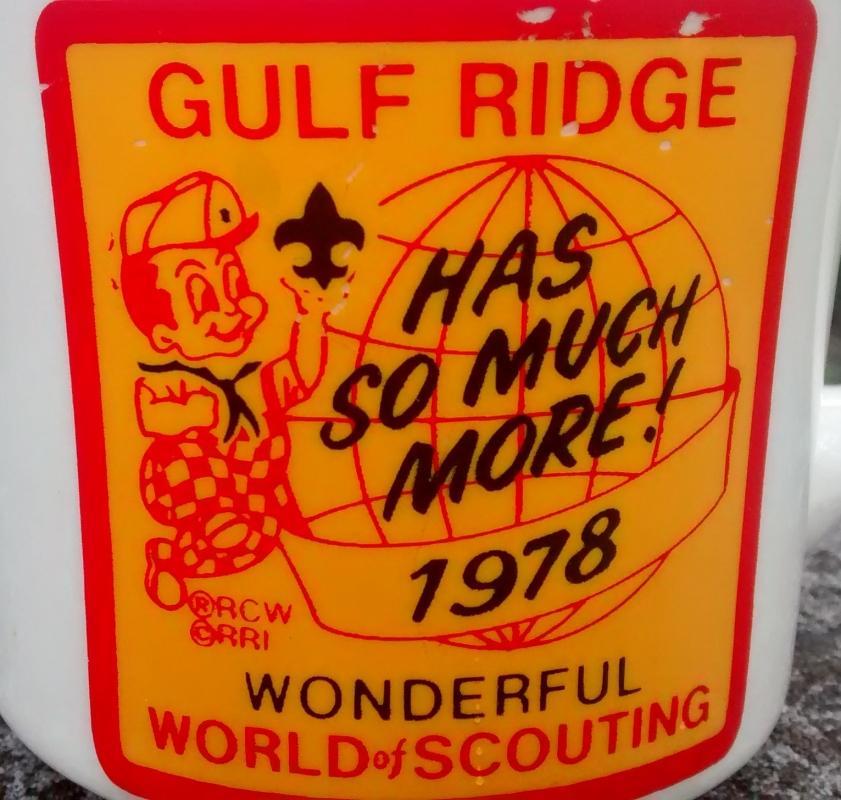 GULF RIDGE
HAS
SO MUCH
MORE!
1978
®RCW
©RRI
WONDERFUL
WORLD of SCOUTING